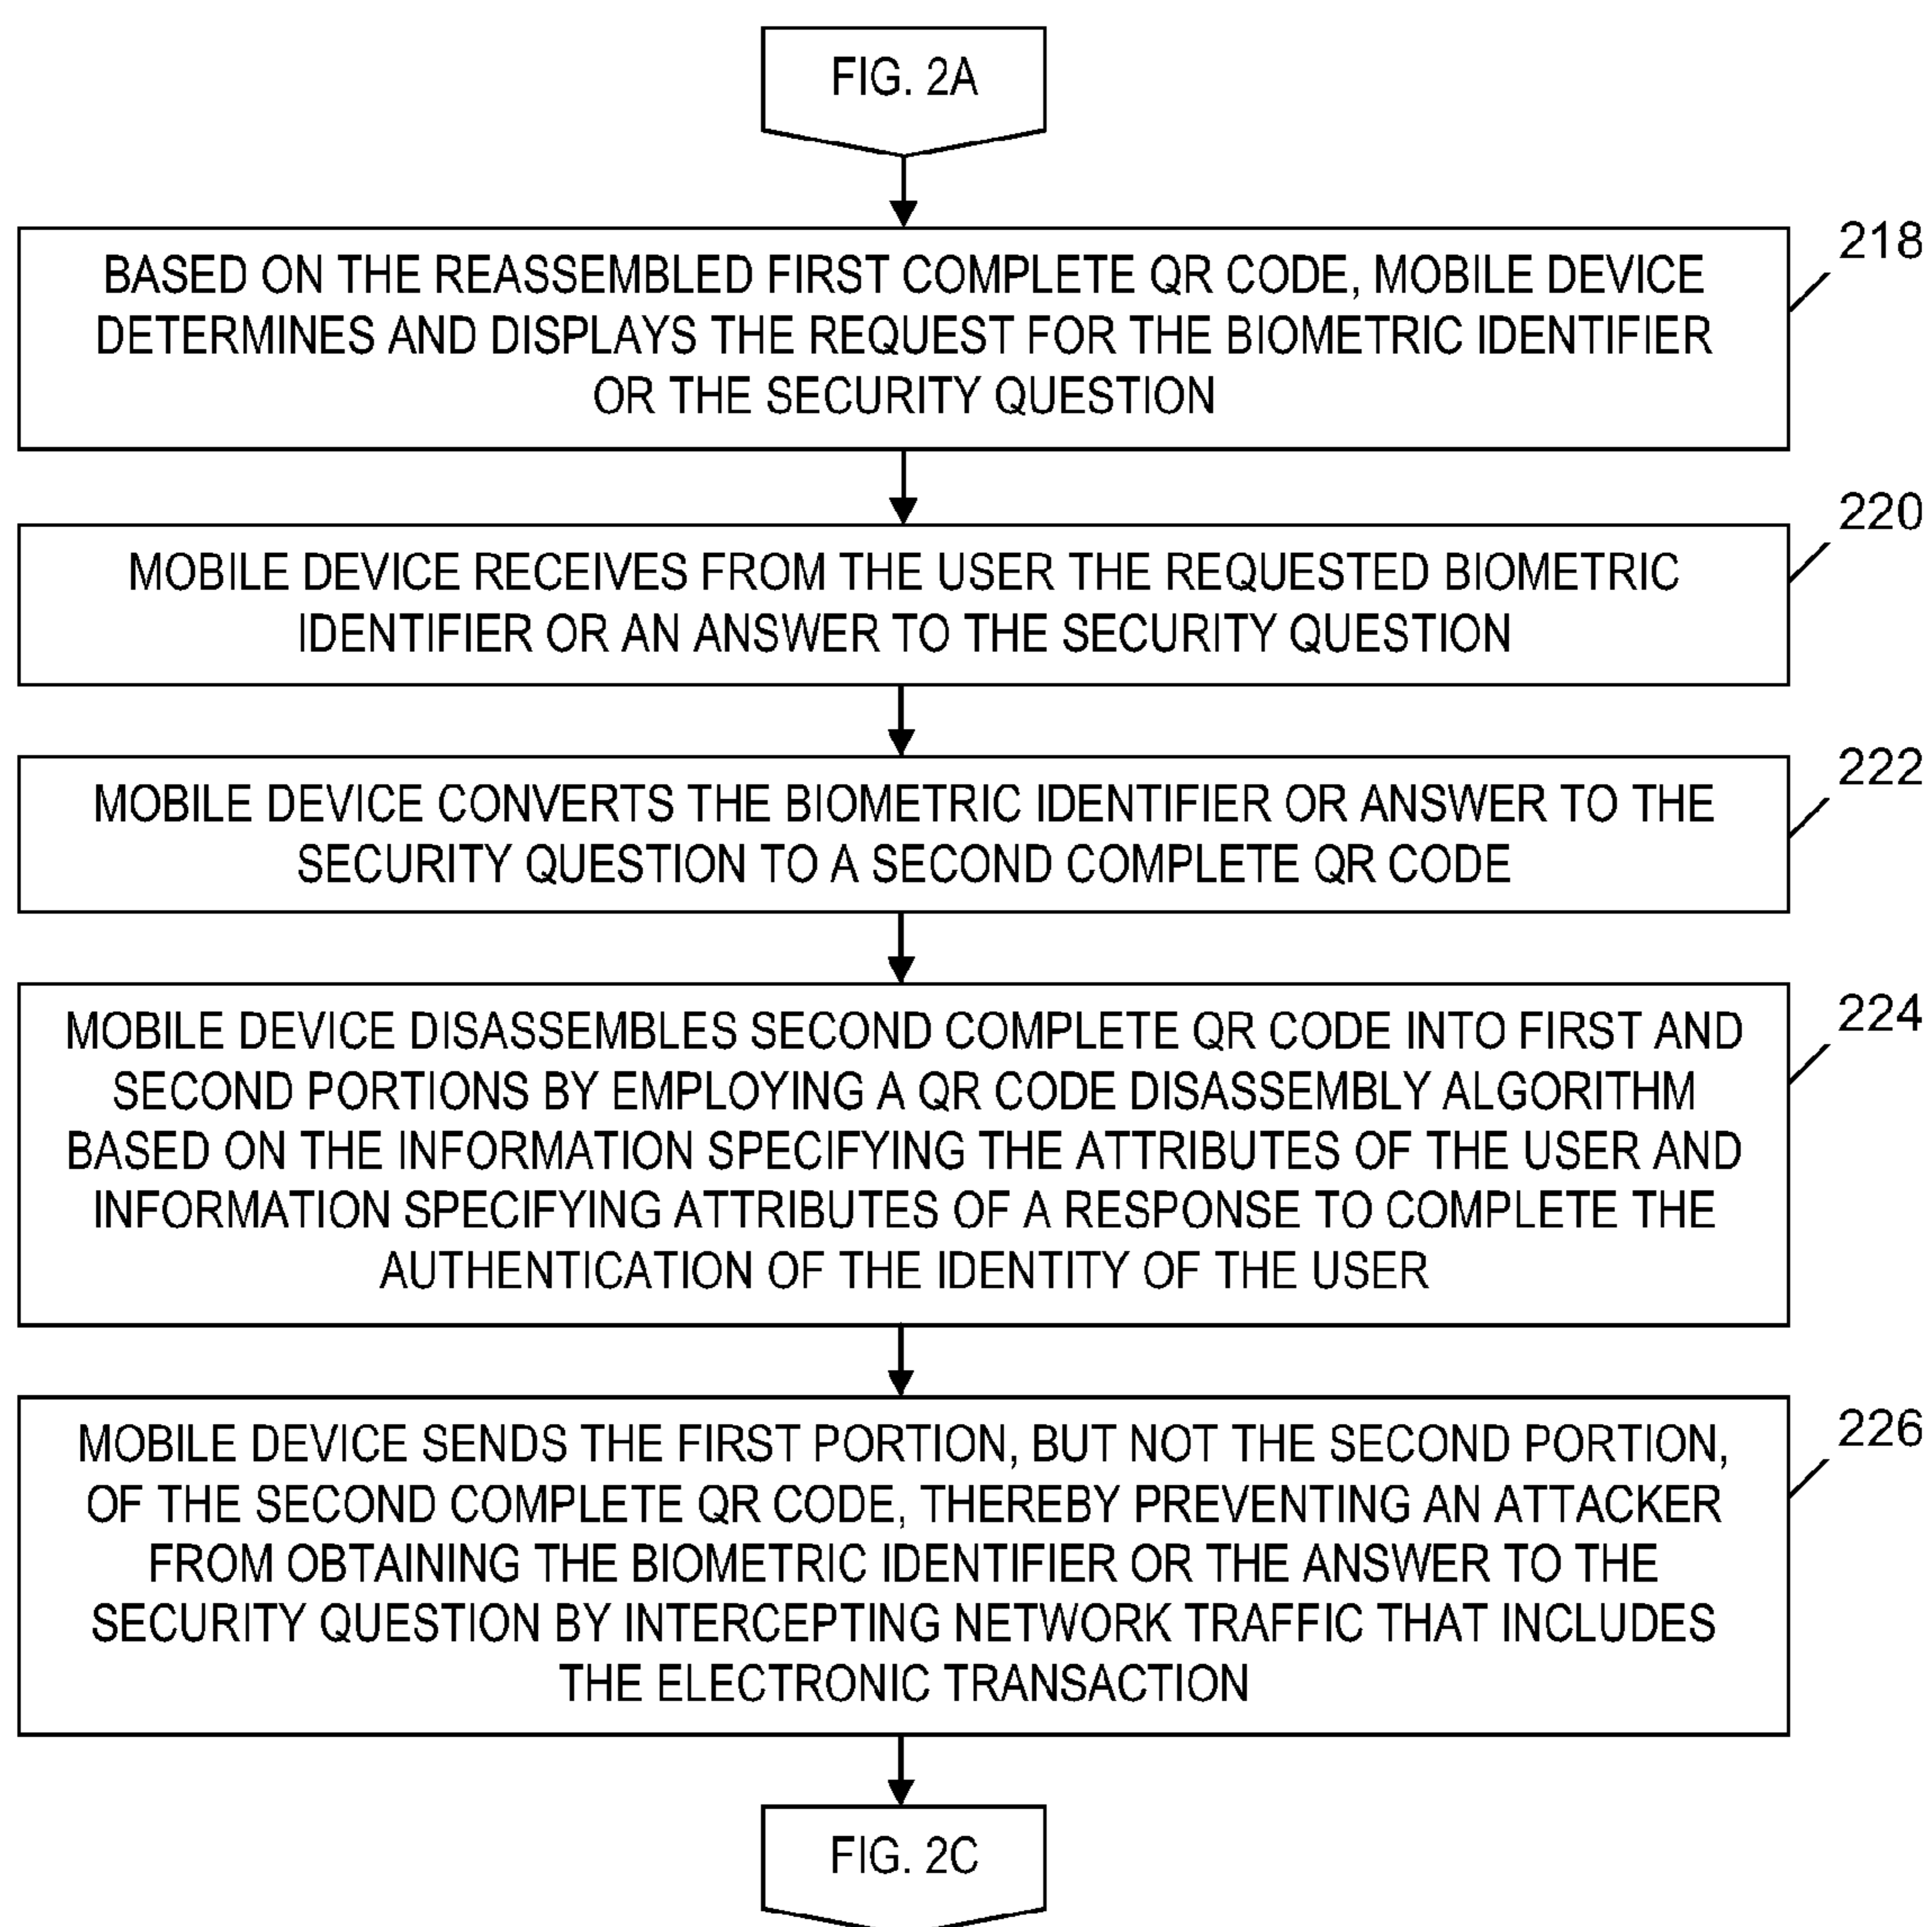 FIG. 2A
218
BASED ON THE REASSEMBLED FIRST COMPLETE QR CODE, MOBILE DEVICE
DETERMINES AND DISPLAYS THE REQUEST FOR THE BIOMETRIC IDENTIFIER
OR THE SECURITY QUESTION
220
MOBILE DEVICE RECEIVES FROM THE USER THE REQUESTED BIOMETRIC
IDENTIFIER OR AN ANSWER TO THE SECURITY QUESTION
222
MOBILE DEVICE CONVERTS THE BIOMETRIC IDENTIFIER OR ANSWER TO THE
SECURITY QUESTION TO A SECOND COMPLETE QR CODE
224
MOBILE DEVICE DISASSEMBLES SECOND COMPLETE QR CODE INTO FIRST AND
SECOND PORTIONS BY EMPLOYING A QR CODE DISASSEMBLY ALGORITHM
BASED ON THE INFORMATION SPECIFYING THE ATTRIBUTES OF THE USER AND
INFORMATION SPECIFYING ATTRIBUTES OF A RESPONSE TO COMPLETE THE
AUTHENTICATION OF THE IDENTITY OF THE USER
226
MOBILE DEVICE SENDS THE FIRST PORTION, BUT NOT THE SECOND PORTION,
OF THE SECOND COMPLETE QR CODE, THEREBY PREVENTING AN ATTACKER
FROM OBTAINING THE BIOMETRIC IDENTIFIER OR THE ANSWER TO THE
SECURITY QUESTION BY INTERCEPTING NETWORK TRAFFIC THAT INCLUDES
THE ELECTRONIC TRANSACTION
FIG. 2C